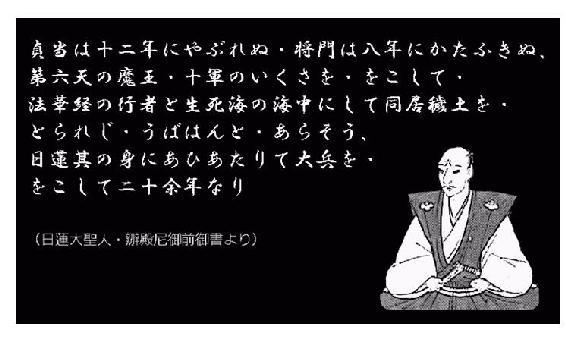 貞当は十二年にやぶれぬ・将門は八年にかたふきぬ、
第六天の魔王・十軍のいくさを・をこして・
法華経の行者と生死海の海中にして同居穢土を・
とられじ・うばはんと・あらそう、
日蓮其の身にあひあたりて大兵を・
をこして二十余年なり
（日蓮大聖人・辧殿尼御前御書より）